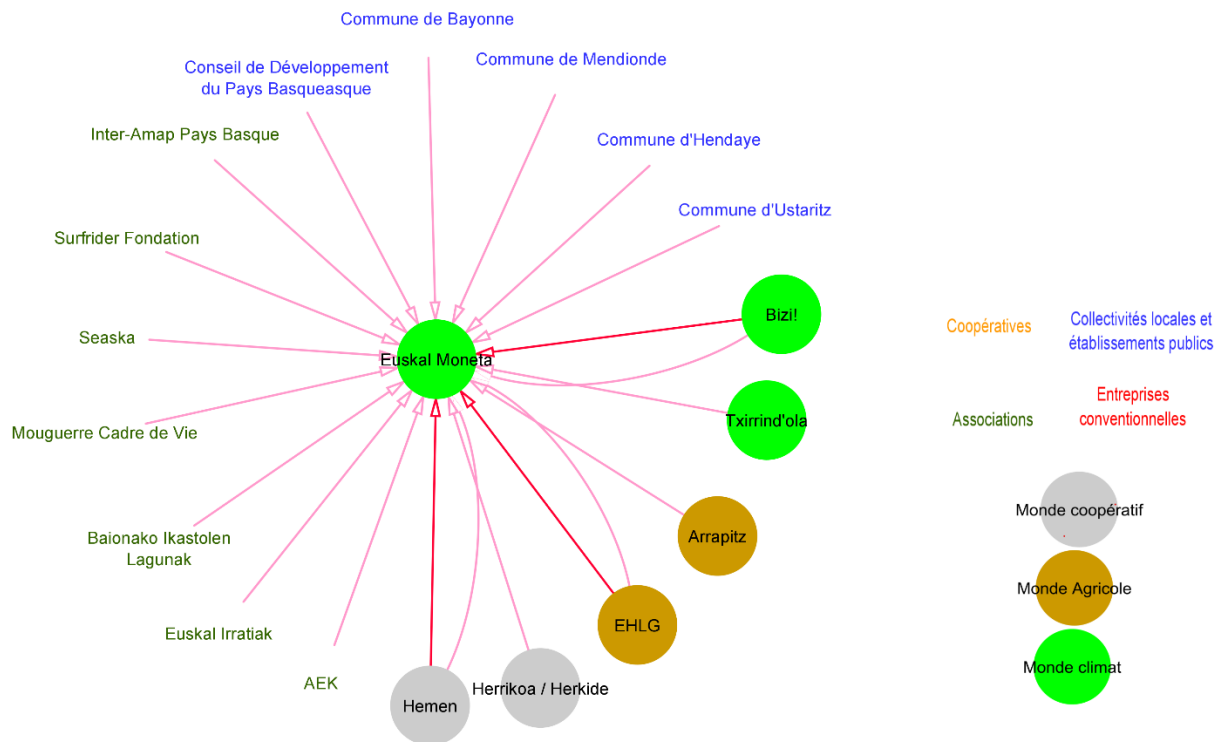 Commune de Bayonne
Conseil de Développement
du Pays Basqueasque
Commune de Mendionde
Inter-Amap Pays Basque
Commune d'Hendaye
Commune d'Ustaritz
Surfrider Fondation
Bizi!
Seaska
Euskal Moneta
Txirrind'ola
Mouguerre Cadre de Vie
Arrapitz
Baionako Ikastolen
Lagunak
EHLG
Euskal Irratiak
AEK
Herrikoa / Herkide
Hemen
Coopératives
Collectivités locales et
établissements publics
Associations
Entreprises
conventionnelles
Monde coopératif
Monde Agricole
Monde climat